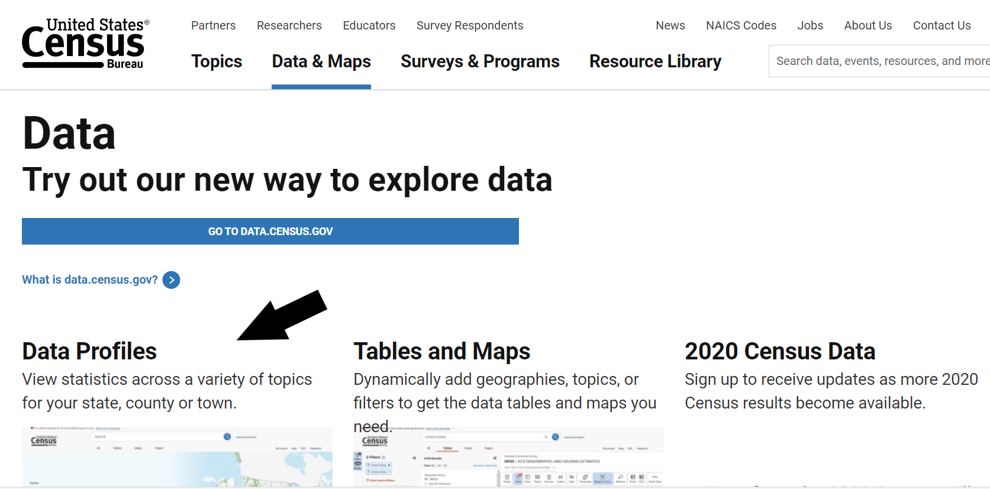 United States®
Census
Bureau
Partners Researchers Educators Survey Respondents
News NAICS Codes Jobs About Us Contact Us
Topics Data & Maps Surveys & Programs Resource Library
Search data, events, resources, and more
Data
Try out our new way to explore data
GO TO DATA.CENSUS.GOV
What is data.census.gov?
Data Profiles
View statistics across a variety of topics
for your state, county or town.
Tables and Maps
Dynamically add geographies, topics, or
filters to get the data tables and maps you
need.
2020 Census Data
Sign up to receive updates as more 2020
Census results become available.
Census
Census